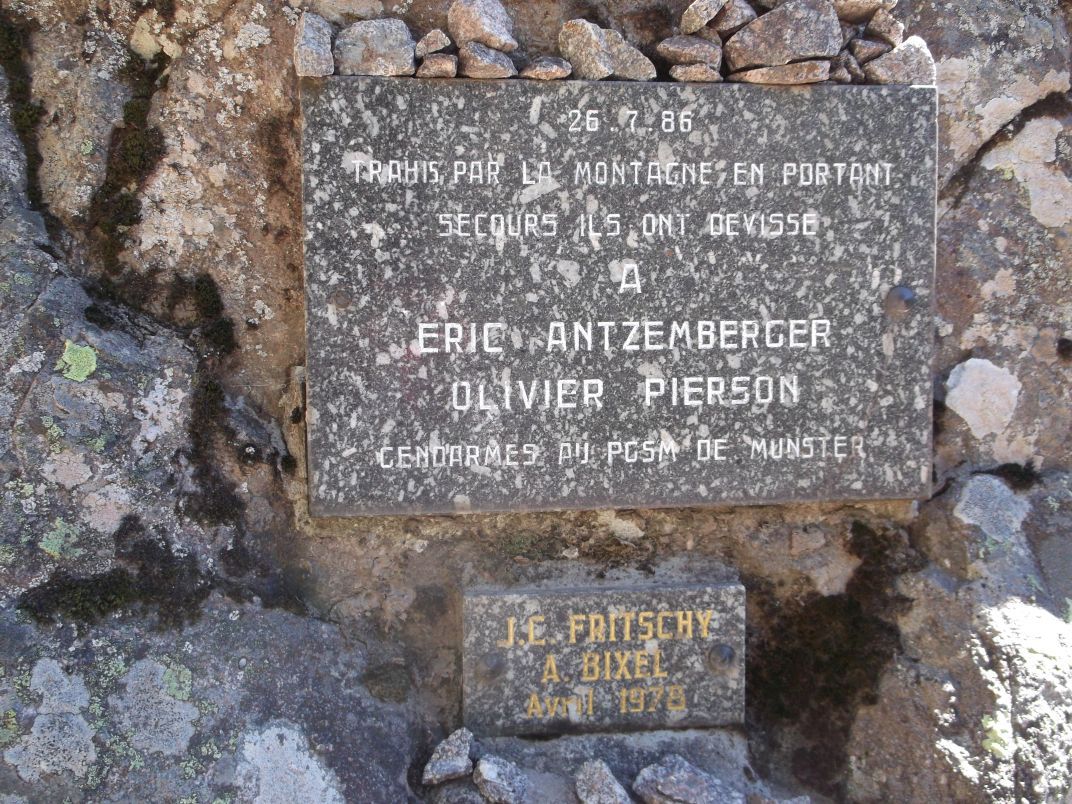 26.7.86
TRAHIS PAR LA MONTAGNE, EN PORTANT
SECOURS ILS ONT DEVISSE
A
ERIC ANTZEMBERGER
OLIVIER PIERSON
GENDARMES DU PGSM DE MUNSTER
J.C. FRITSCHY
A. BIXEL
Avril 1978